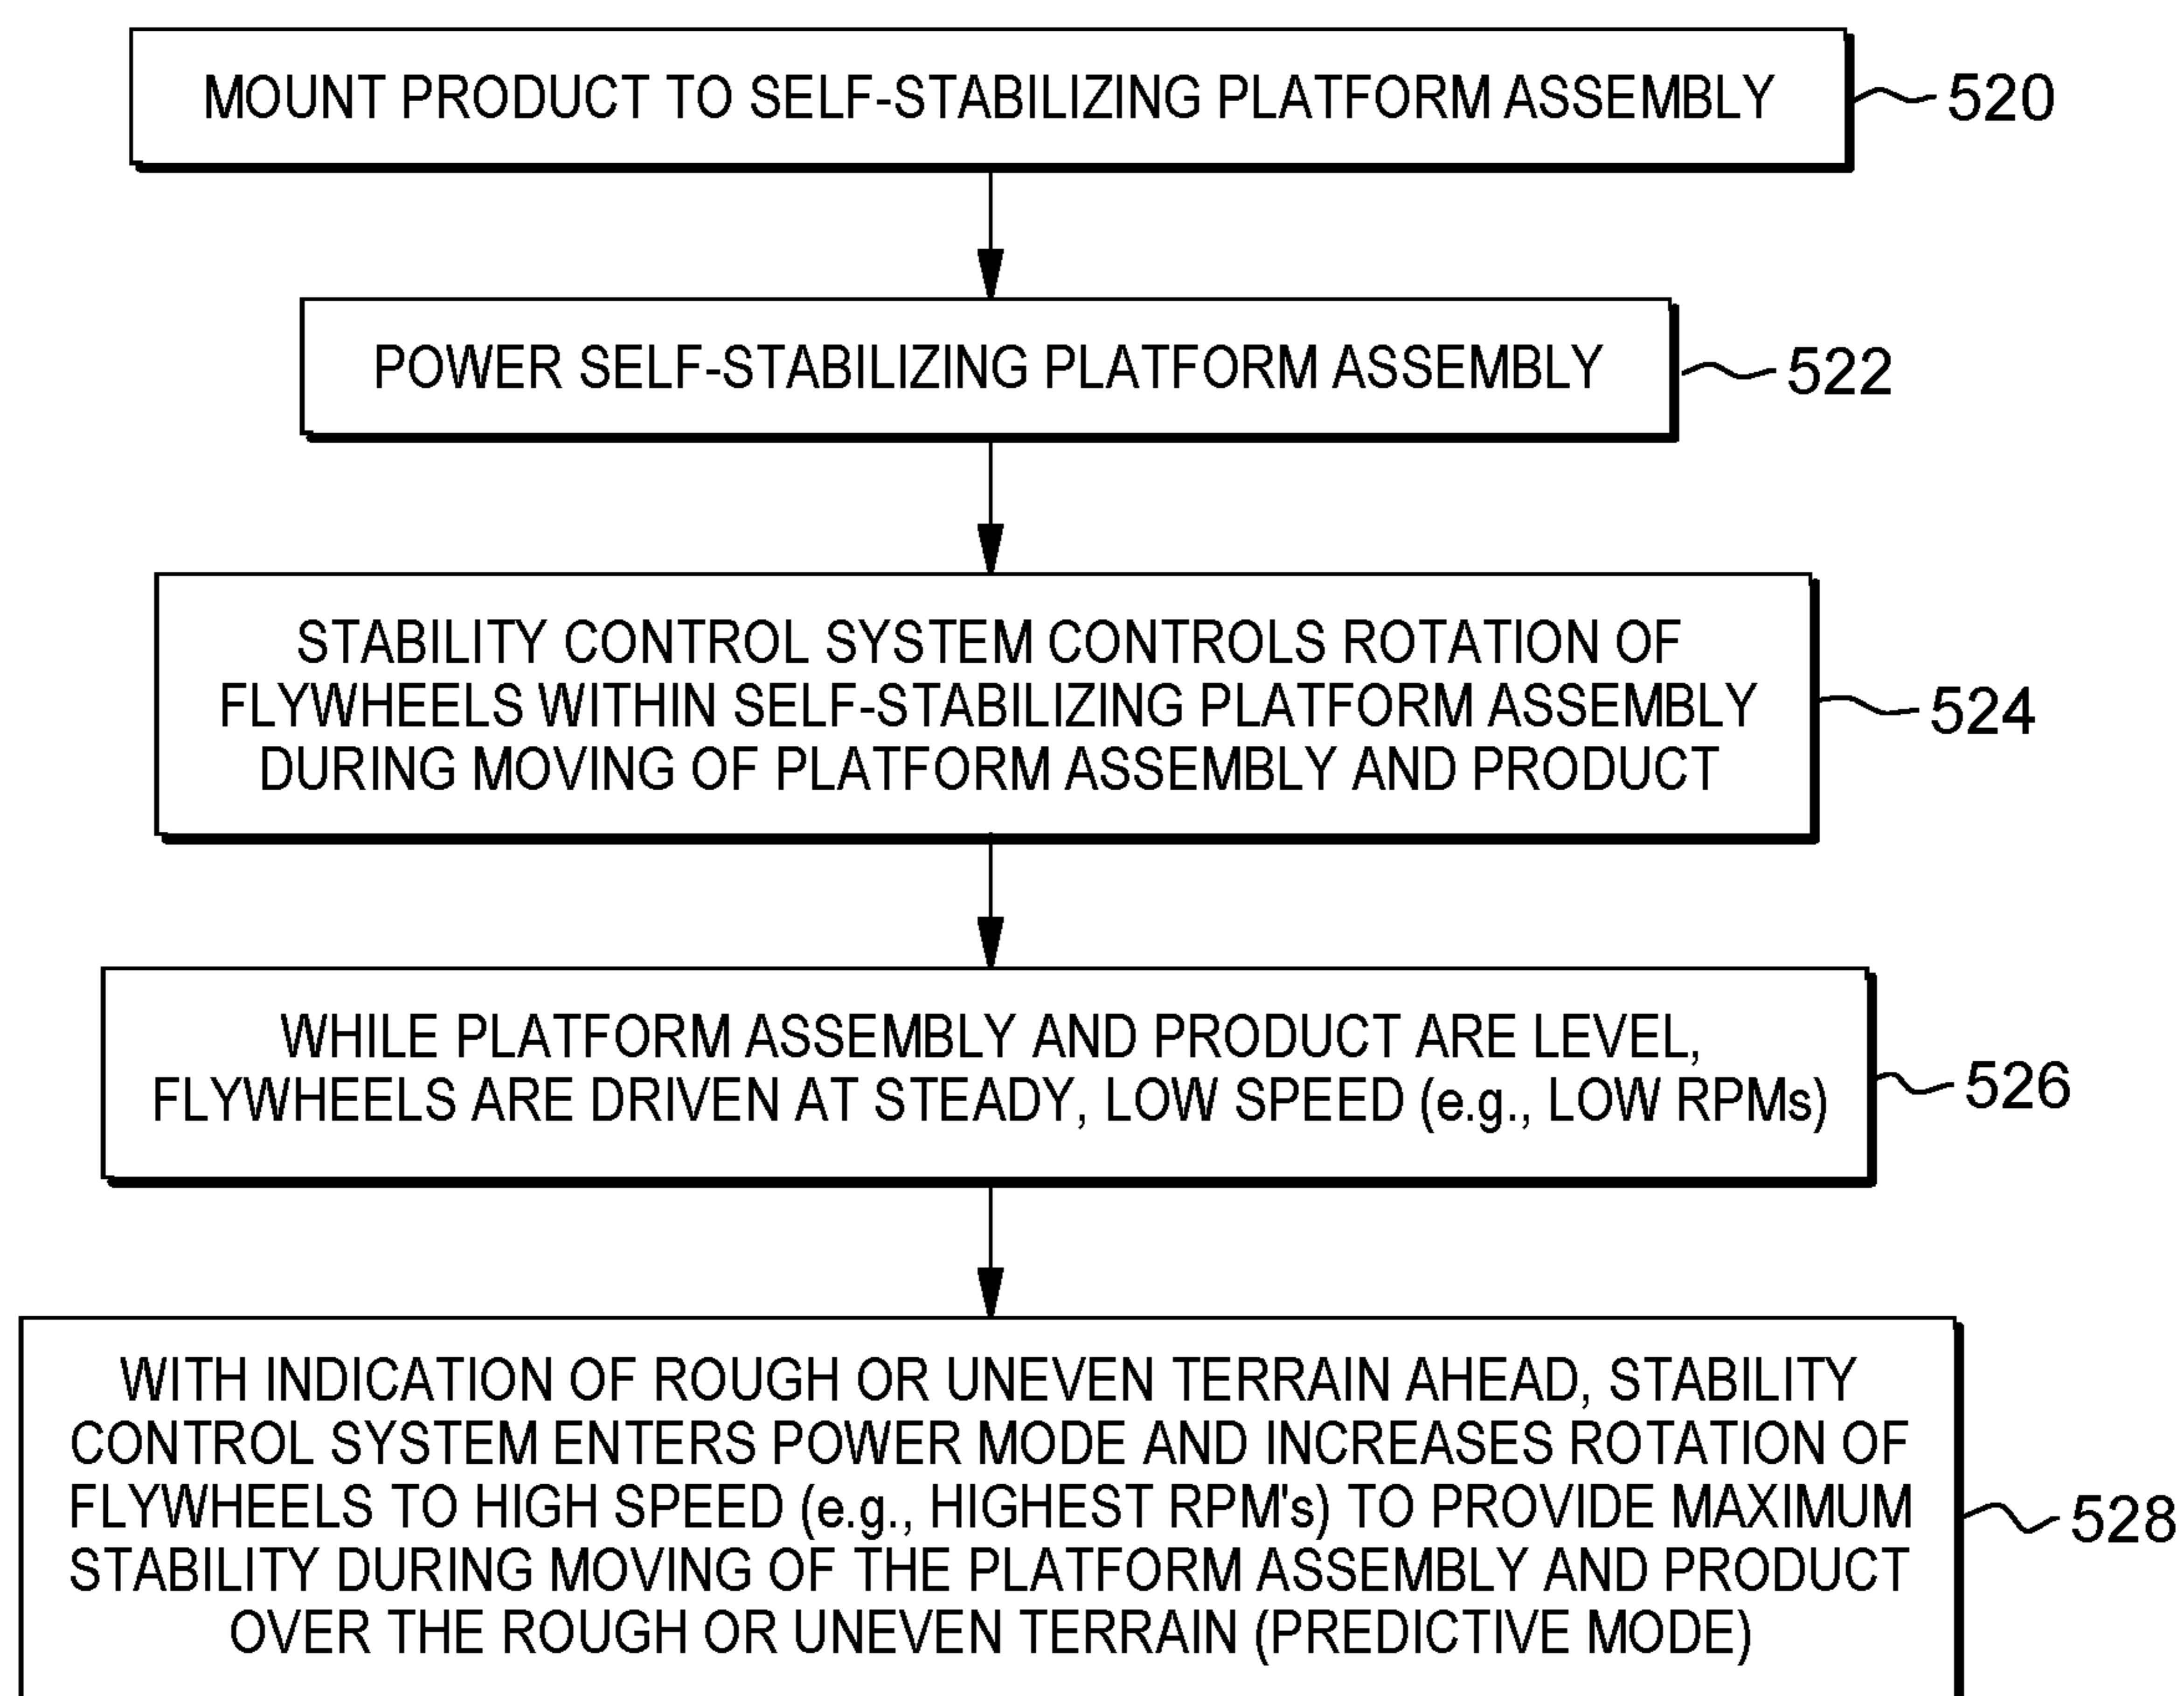 MOUNT PRODUCT TO SELF-STABILIZING PLATFORM ASSEMBLY
520
POWER SELF-STABILIZING PLATFORM ASSEMBLY
522
STABILITY CONTROL SYSTEM CONTROLS ROTATION OF
FLYWHEELS WITHIN SELF-STABILIZING PLATFORM ASSEMBLY
DURING MOVING OF PLATFORM ASSEMBLY AND PRODUCT
524
WHILE PLATFORM ASSEMBLY AND PRODUCT ARE LEVEL,
FLYWHEELS ARE DRIVEN AT STEADY, LOW SPEED (e.g., LOW RPMs)
526
WITH INDICATION OF ROUGH OR UNEVEN TERRAIN AHEAD, STABILITY
CONTROL SYSTEM ENTERS POWER MODE AND INCREASES ROTATION OF
FLYWHEELS TO HIGH SPEED (e.g., HIGHEST RPM's) TO PROVIDE MAXIMUM
STABILITY DURING MOVING OF THE PLATFORM ASSEMBLY AND PRODUCT
OVER THE ROUGH OR UNEVEN TERRAIN (PREDICTIVE MODE)
528